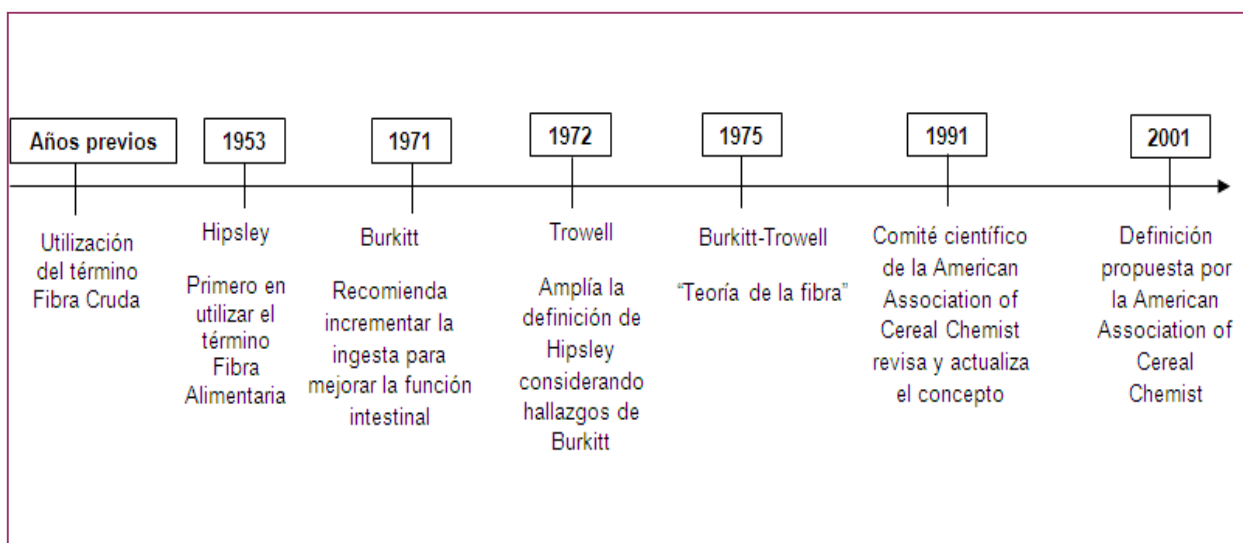 Años previos
1953
1971
1972
1975
1991
2001
Utilización
del término
Fibra Cruda
Hipsley
Primero en
utilizar el
término
Fibra
Alimentaria
Burkitt
Recomienda
incrementar la
ingesta para
mejorar la función
intestinal
Trowell
Amplía la
definición de
Hipsley
considerando
hallazgos de
Burkitt
Burkitt-Trowell
“Teoría de la fibra”
Comité científico
de la American
Association of
Cereal Chemist
revisa y actualiza
el concepto
Definición
propuesta por
la American
Association of
Cereal
Chemist